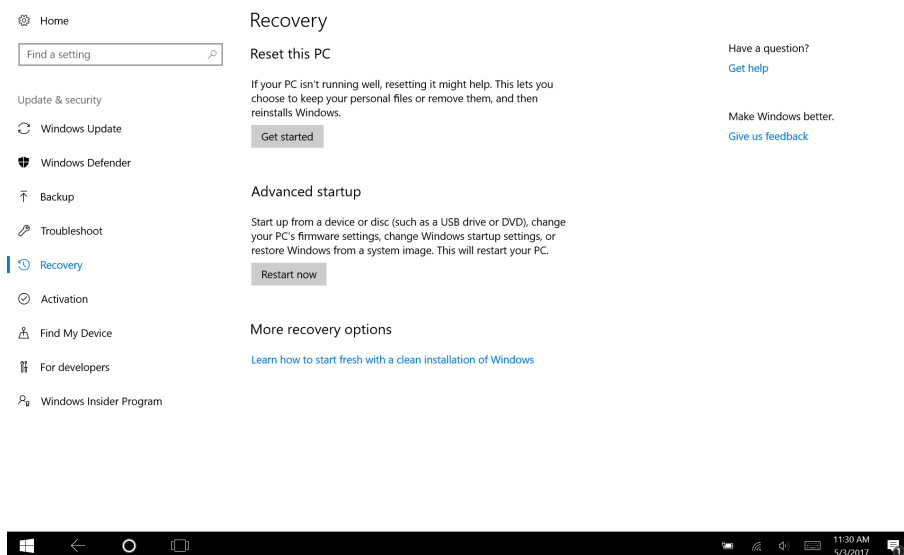 Home
Find a setting
Update & security
Windows Update
Windows Defender
Backup
Troubleshoot
Recovery
Activation
Find My Device
For developers
Windows Insider Program
Recovery
Reset this PC
If your PC isn't running well, resetting it might help. This lets you
choose to keep your personal files or remove them, and then
reinstalls Windows.
Get started
Advanced startup
Start up from a device or disc (such as a USB drive or DVD), change
your PC's firmware settings, change Windows startup settings, or
restore Windows from a system image. This will restart your PC.
Restart now
More recovery options
Learn how to start fresh with a clean installation of Windows
Have a question?
Get help
Make Windows better.
Give us feedback
11:30 AM
5/3/2017